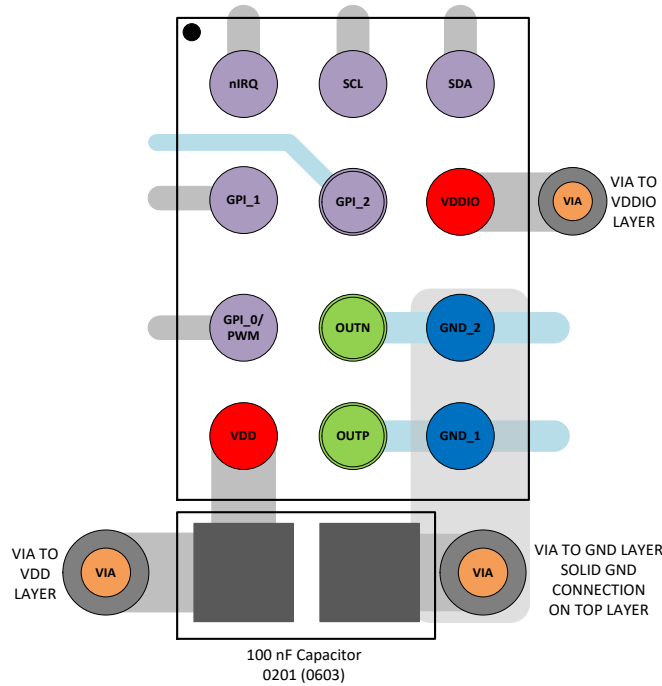 nIRQ
SCL
SDA
GPI_1
GPI_2
VDDIO
VIA
VIA TO
VDDIO
LAYER
GPI_0/
PWM
OUTN
GND_2
VDD
OUTP
GND_1
VIA TO
VDD
LAYER
VIA
VIA
VIA TO GND LAYER
SOLID GND
CONNECTION
ON TOP LAYER
100 nF Capacitor
0201 (0603)